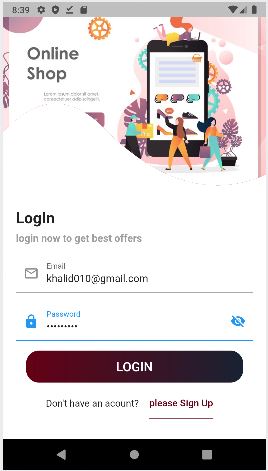 8:39
Online
Shop
Lorem ipsum dolor sit amet,
consectetur adipiscing elit.
LogIn
login now to get best offers
Email
khalid010@gmail.com
Password
•••••••••
LOGIN
Don't have an acount? please Sign Up